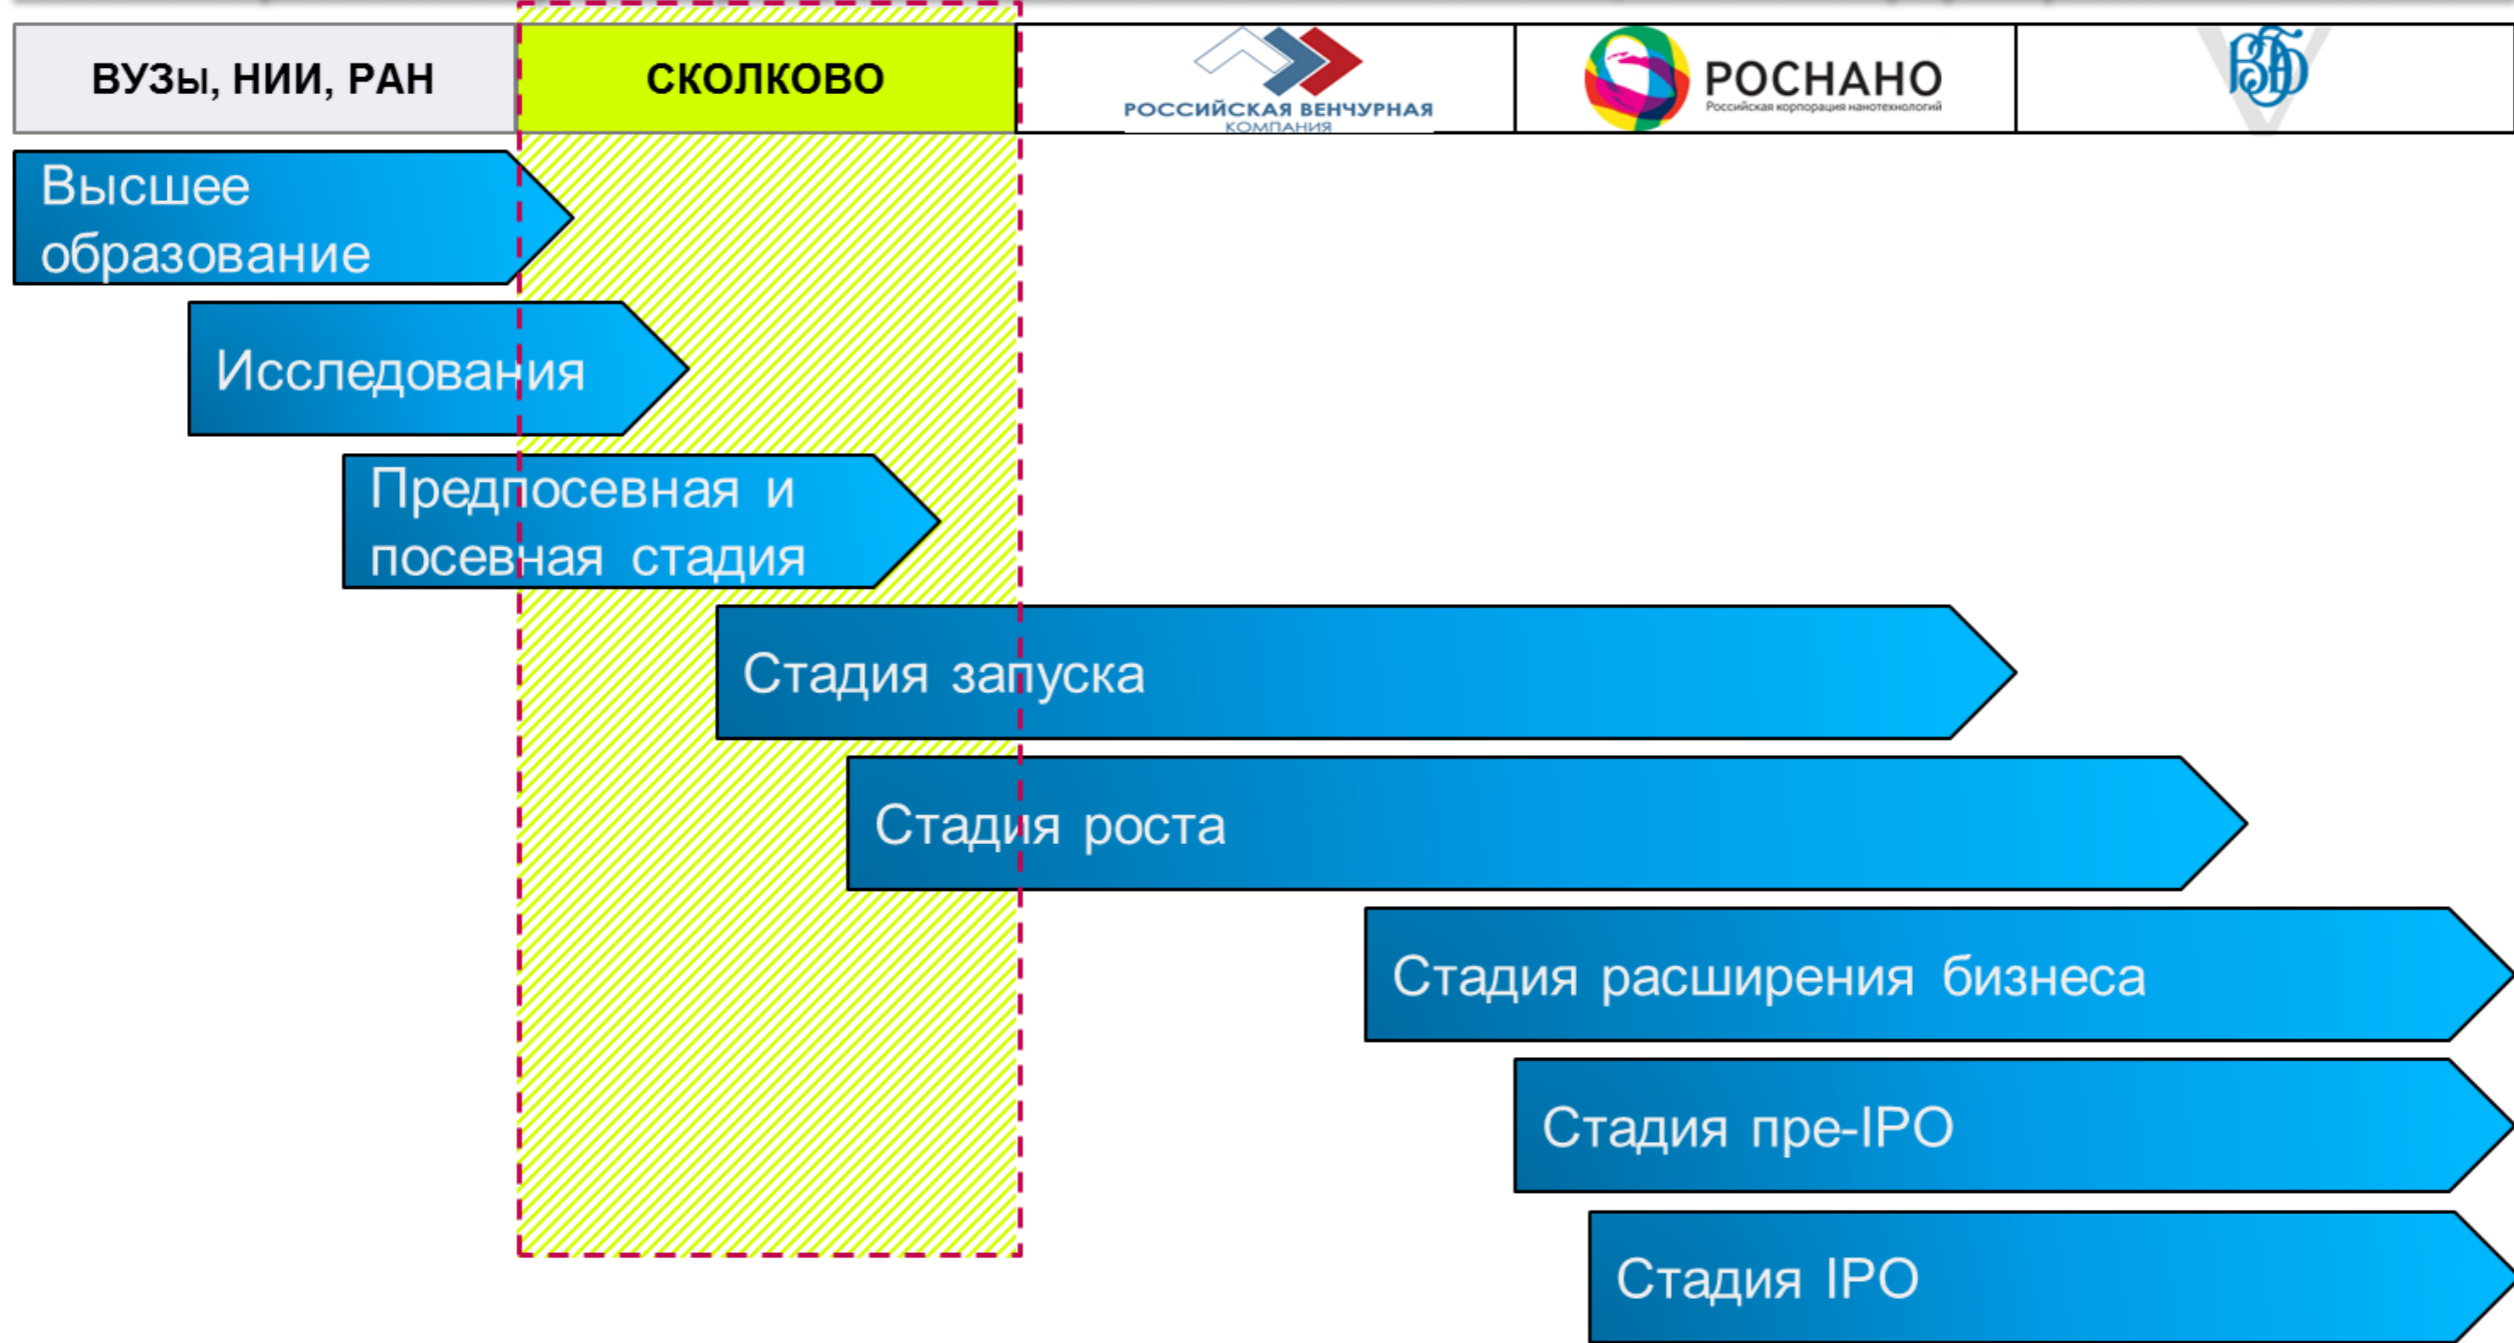 ВУЗы, НИИ, РАН
СКОЛКОВО
РОССИЙСКАЯ ВЕНЧУРНАЯ
КОМПАНИЯ
РОСНАНО
Российская корпорация нанотехнологий
ВЭБ
Высшее
образование
Исследования
Предпосевная и
посевная стадия
Стадия запуска
Стадия роста
Стадия расширения бизнеса
Стадия пре-IPO
Стадия IPO